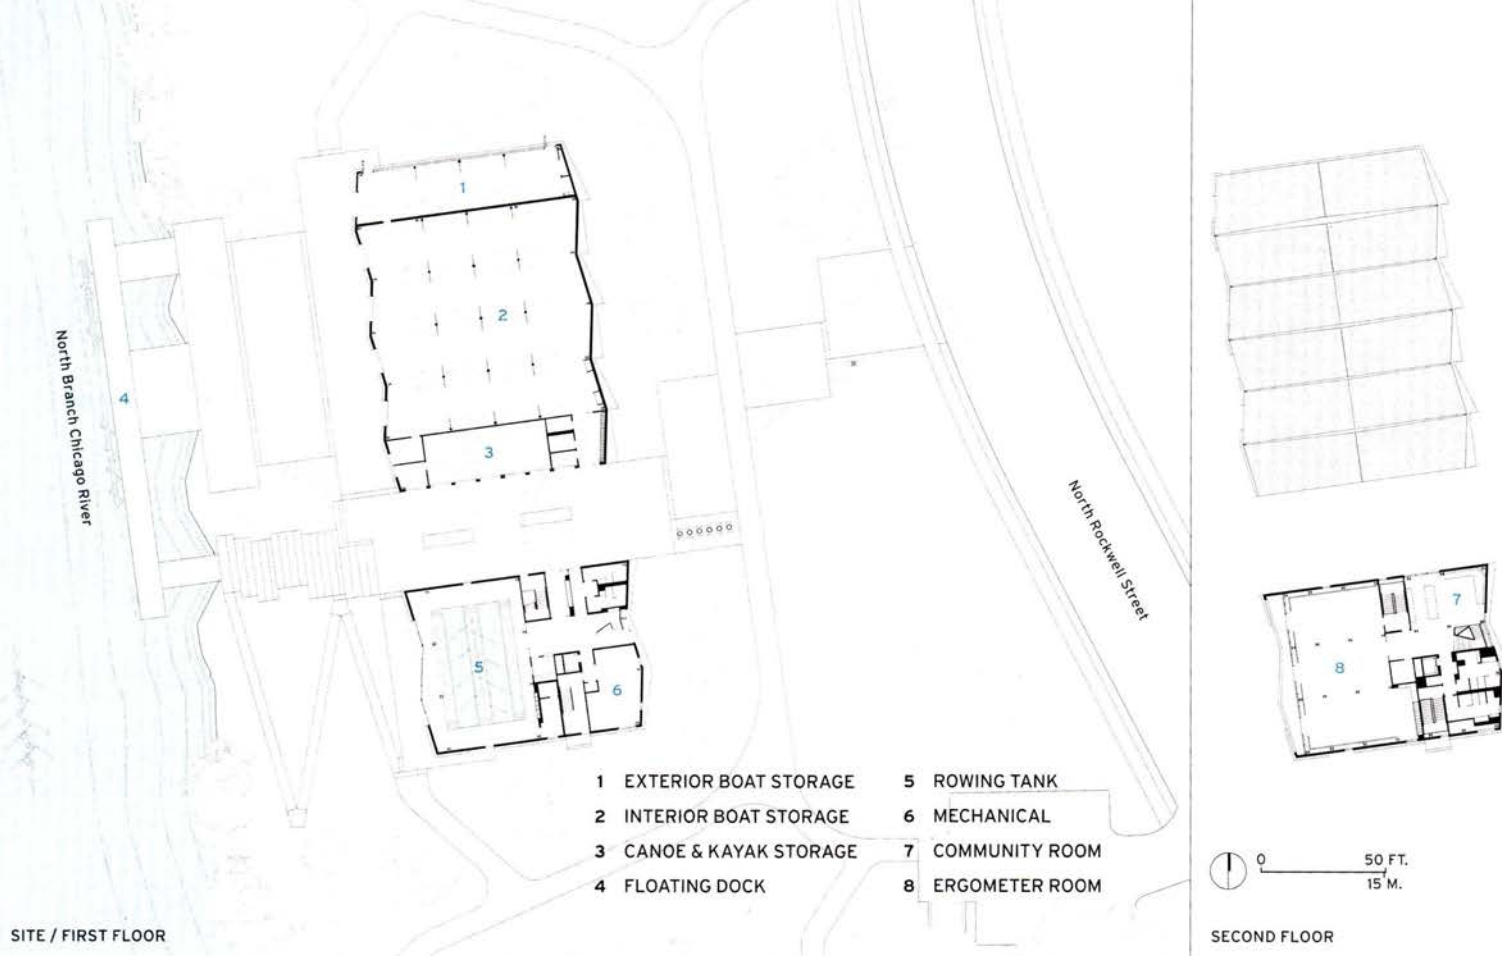 1
2
3
4
5
6
7
8
North Branch Chicago River
North Rockwell Street
1 EXTERIOR BOAT STORAGE
2 INTERIOR BOAT STORAGE
3 CANOE & KAYAK STORAGE
4 FLOATING DOCK
5 ROWING TANK
6 MECHANICAL
7 COMMUNITY ROOM
8 ERGOMETER ROOM
0 50 FT.
15 M.
SITE / FIRST FLOOR
SECOND FLOOR